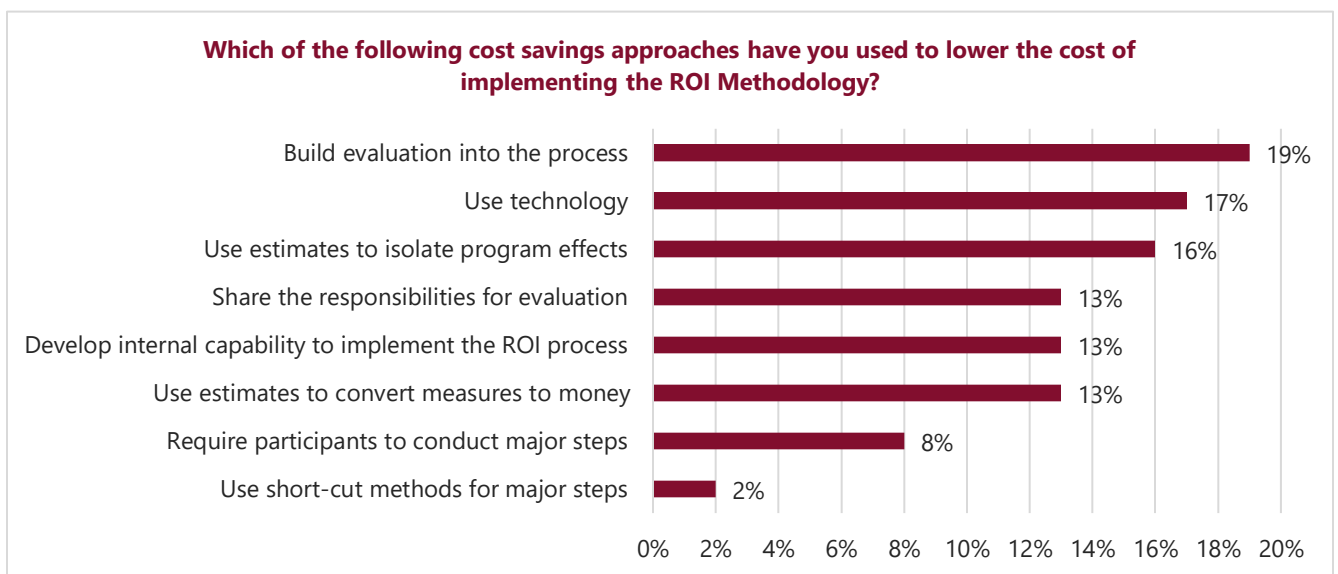 Which of the following cost savings approaches have you used to lower the cost of
implementing the ROI Methodology?
Build evaluation into the process 19%
Use technology 17%
Use estimates to isolate program effects 16%
Share the responsibilities for evaluation 13%
Develop internal capability to implement the ROI process 13%
Use estimates to convert measures to money 13%
Require participants to conduct major steps 8%
Use short-cut methods for major steps 2%
0% 2% 4% 6% 8% 10% 12% 14% 16% 18% 20%